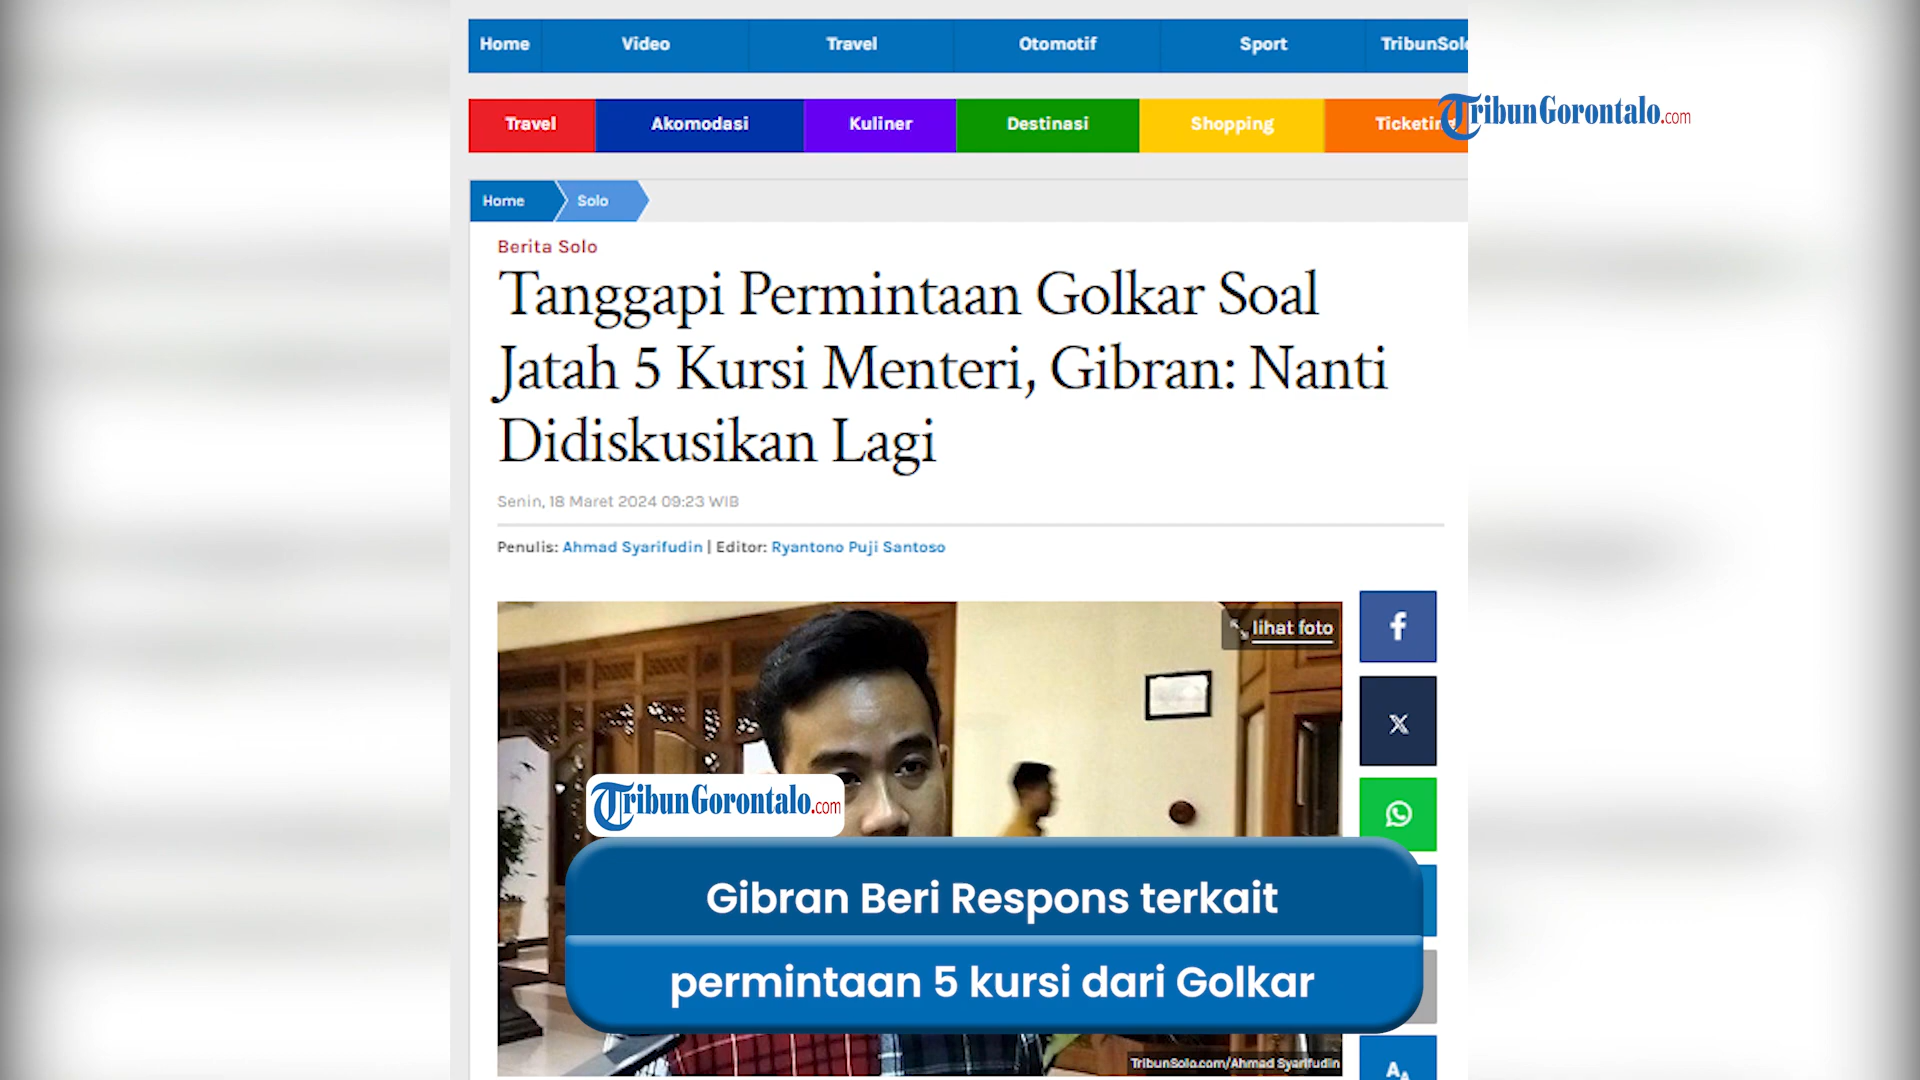 Home Video Travel Otomotif Sport TribunSolo
Travel Akomodasi Kuliner Destinasi Shopping Ticketing
TribunGorontalo.com
Home Solo
Berita Solo
Tanggapi Permintaan Golkar Soal
Jatah 5 Kursi Menteri, Gibran: Nanti
Didiskusikan Lagi
Senin, 18 Maret 2024 09:23 WIB
Penulis: Ahmad Syarifudin | Editor: Ryantono Puji Santoso
lihat foto
TribunGorontalo.com
Gibran Beri Respons terkait
permintaan 5 kursi dari Golkar
TribunSolo.com/Ahmad Syarifudin
AA